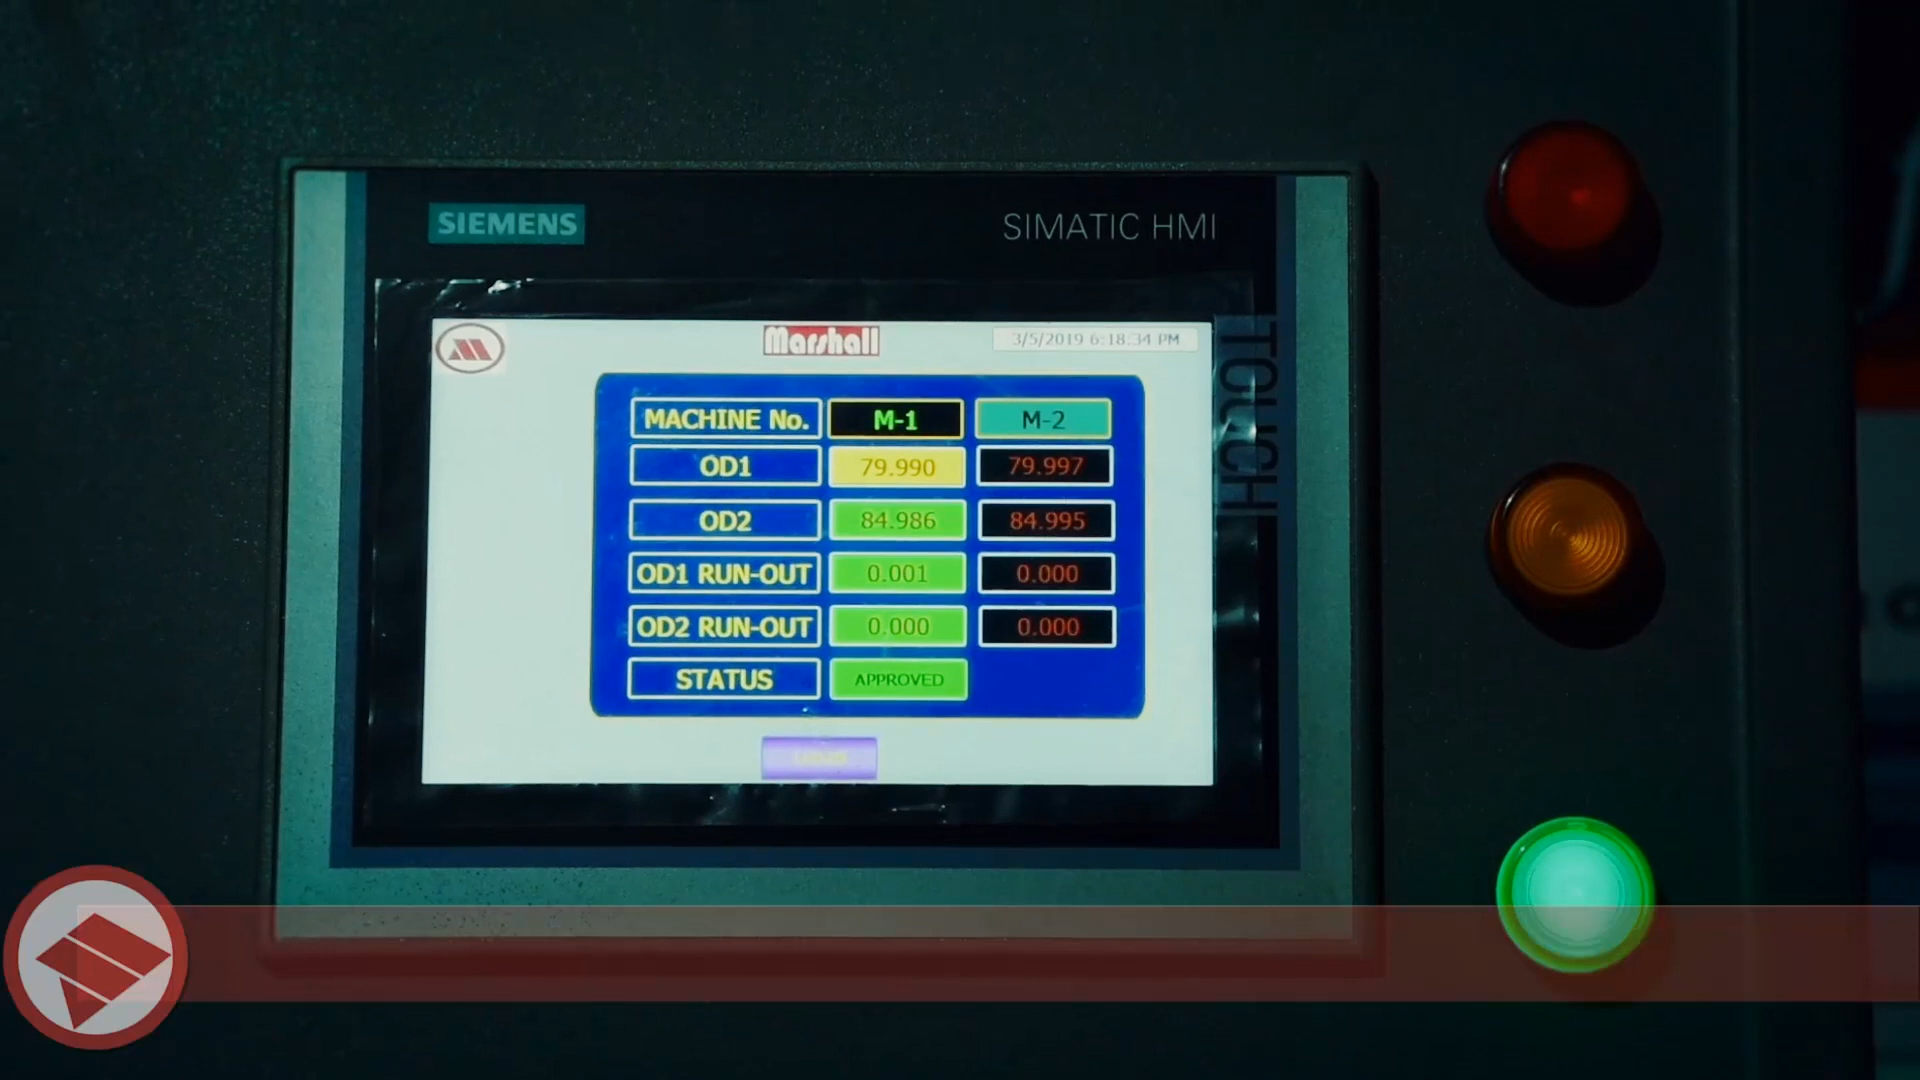 SIEMENS SIMATIC HMI
Marshall 3/5/2019 6:18:34 PM
MACHINE No. M-1 M-2
OD1 79.990 79.997
OD2 84.986 84.995
OD1 RUN-OUT 0.001 0.000
OD2 RUN-OUT 0.000 0.000
STATUS APPROVED
TOUCH